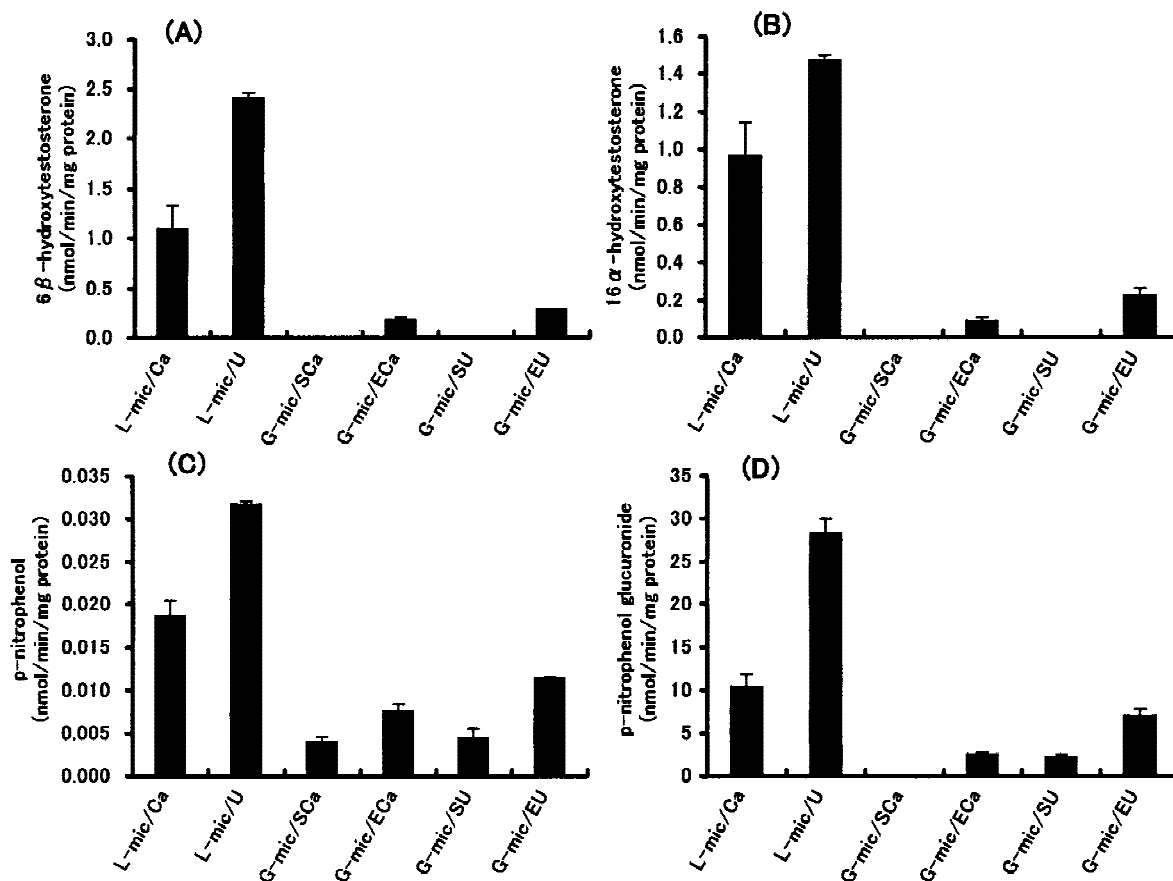 (A)
6β-hydroxytestosterone
(nmol/min/mg protein)
3.0
2.5
2.0
1.5
1.0
0.5
0.0
L-mic/Ca
L-mic/U
G-mic/SCa
G-mic/ECa
G-mic/SU
G-mic/EU
(B)
16α-hydroxytestosterone
(nmol/min/mg protein)
1.6
1.4
1.2
1.0
0.8
0.6
0.4
0.2
0.0
L-mic/Ca
L-mic/U
G-mic/SCa
G-mic/ECa
G-mic/SU
G-mic/EU
(C)
p-nitrophenol
(nmol/min/mg protein)
0.035
0.030
0.025
0.020
0.015
0.010
0.005
0.000
L-mic/Ca
L-mic/U
G-mic/SCa
G-mic/ECa
G-mic/SU
G-mic/EU
(D)
p-nitrophenol glucuronide
(nmol/min/mg protein)
35
30
25
20
15
10
5
0
L-mic/Ca
L-mic/U
G-mic/SCa
G-mic/ECa
G-mic/SU
G-mic/EU